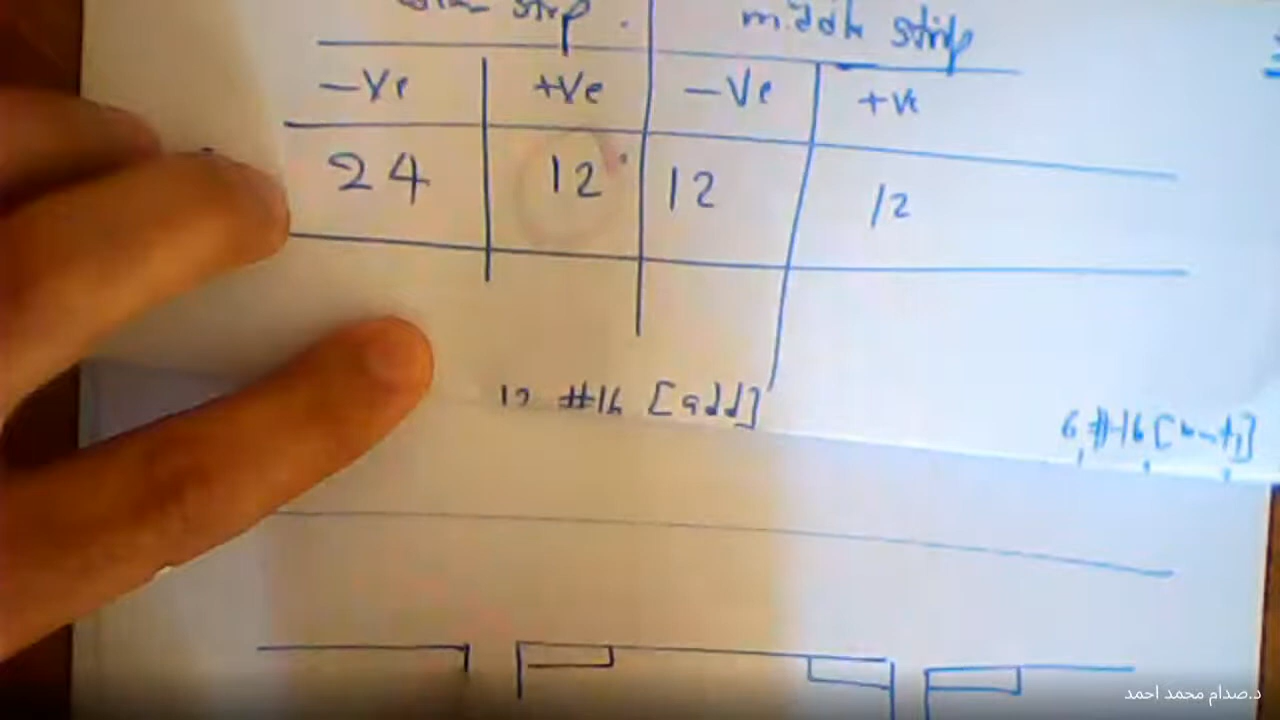 strip . middle strip
-Ve +Ve -Ve +Ve
24 12 12 12
12 #16 [add]
6 #16
د.صدام محمد احمد